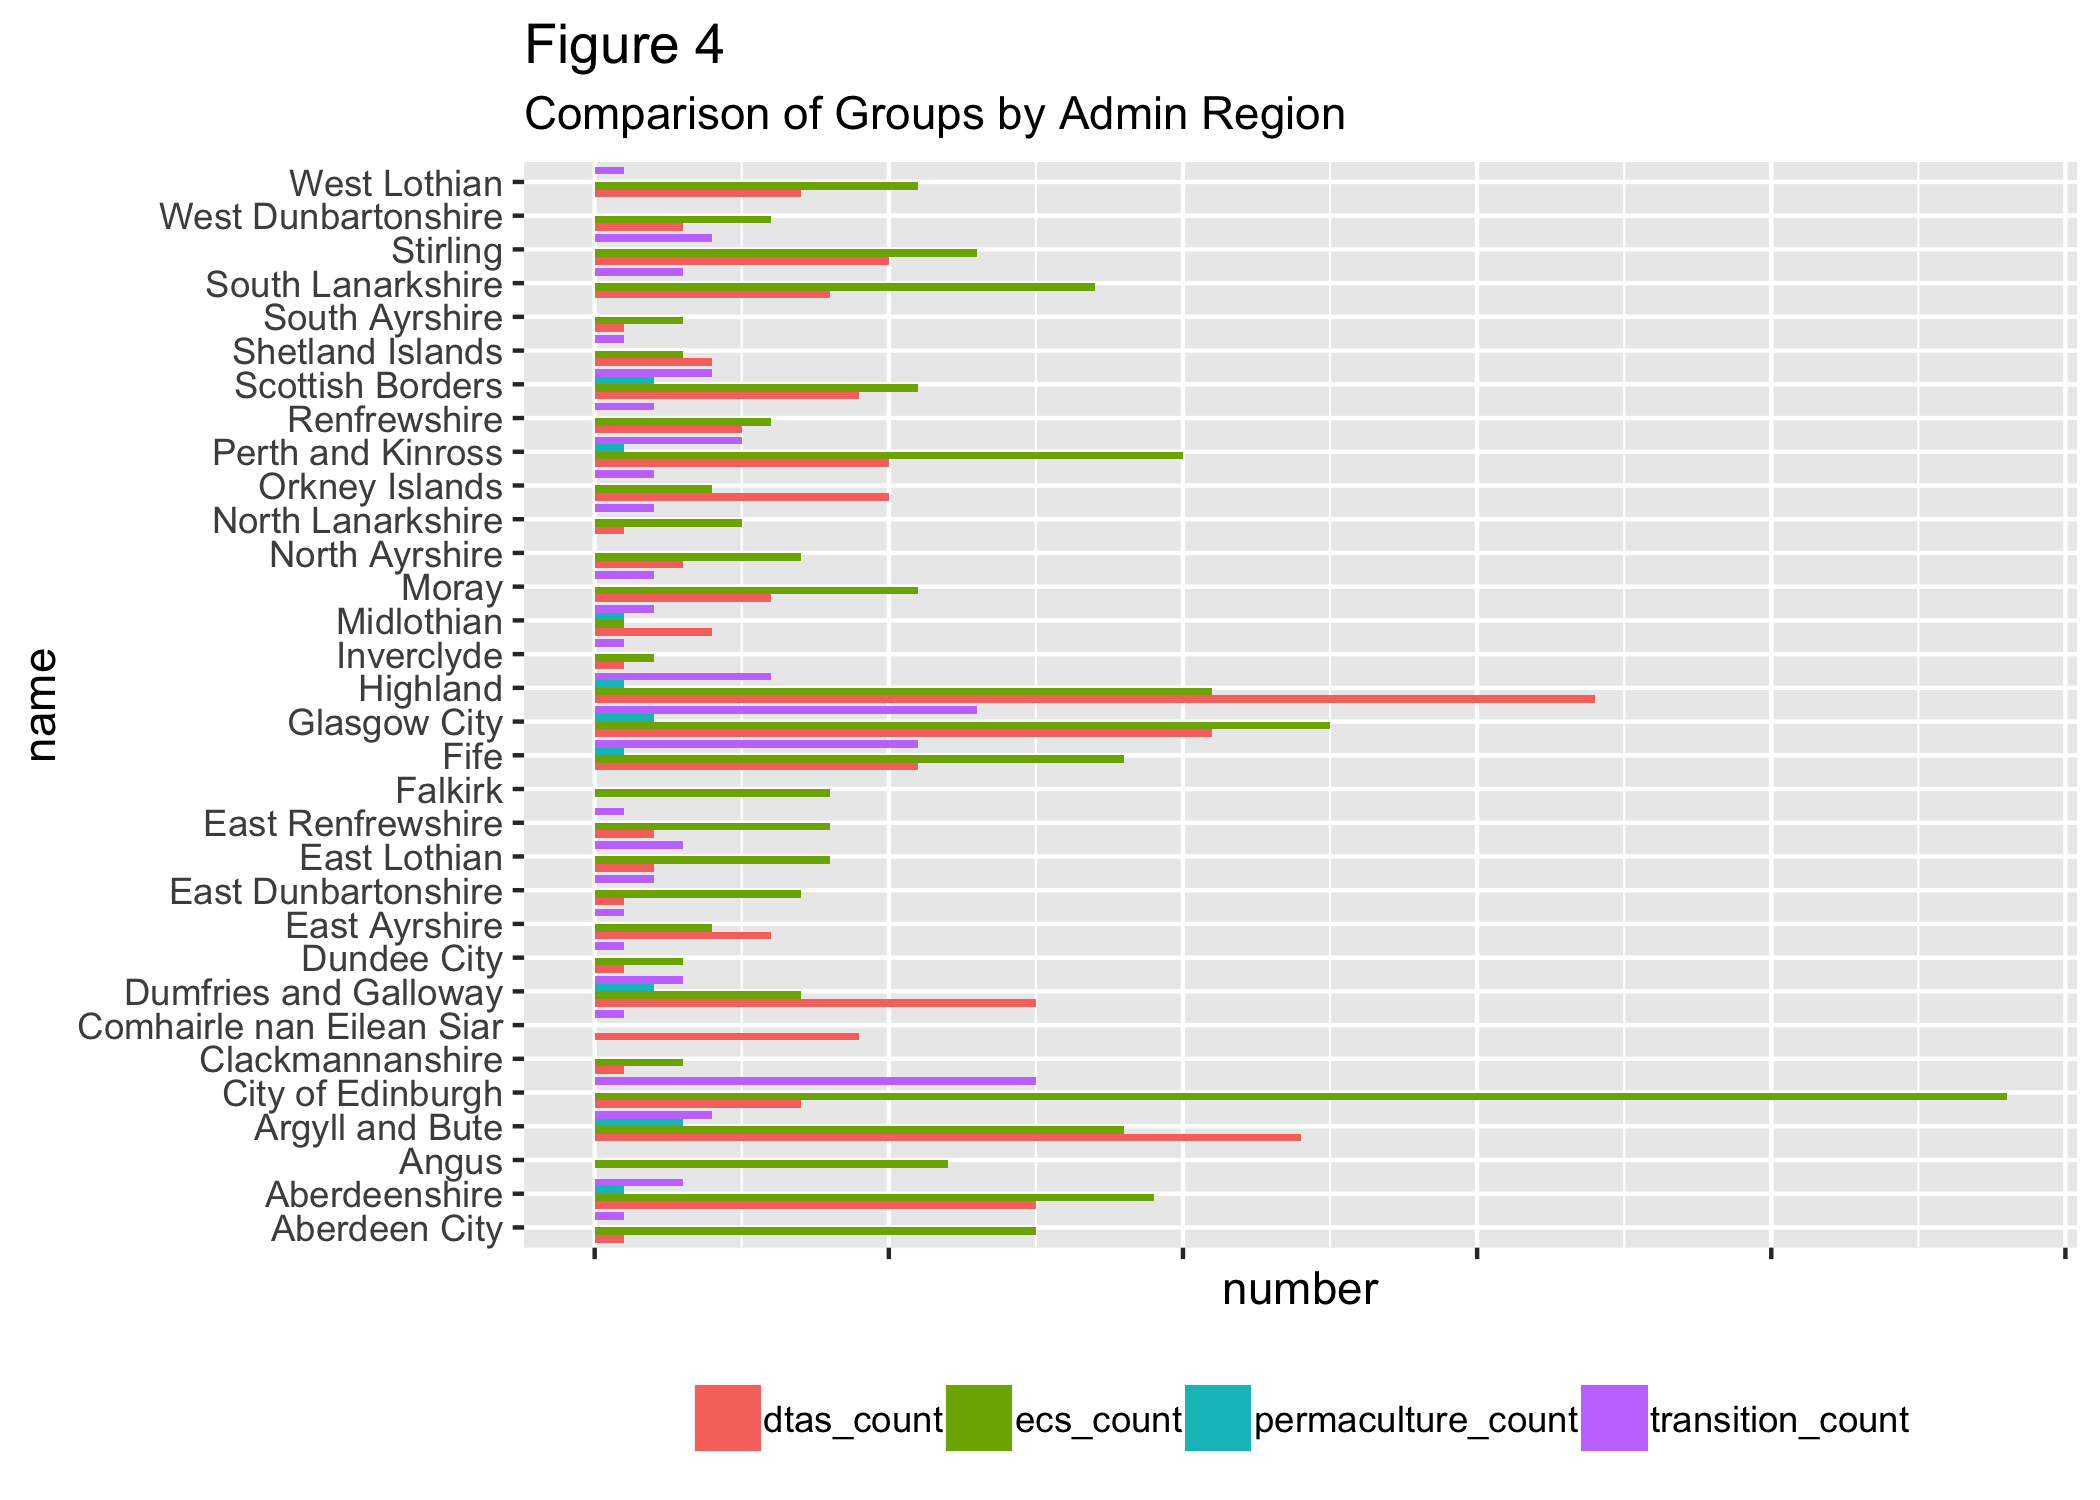 Figure 4
Comparison of Groups by Admin Region
West Lothian
West Dunbartonshire
Stirling
South Lanarkshire
South Ayrshire
Shetland Islands
Scottish Borders
Renfrewshire
Perth and Kinross
Orkney Islands
North Lanarkshire
North Ayrshire
Moray
Midlothian
Inverclyde
Highland
Glasgow City
Fife
Falkirk
East Renfrewshire
East Lothian
East Dunbartonshire
East Ayrshire
Dundee City
Dumfries and Galloway
Comhairle nan Eilean Siar
Clackmannanshire
City of Edinburgh
Argyll and Bute
Angus
Aberdeenshire
Aberdeen City
name
number
dtas_count ecs_count permaculture_count transition_count